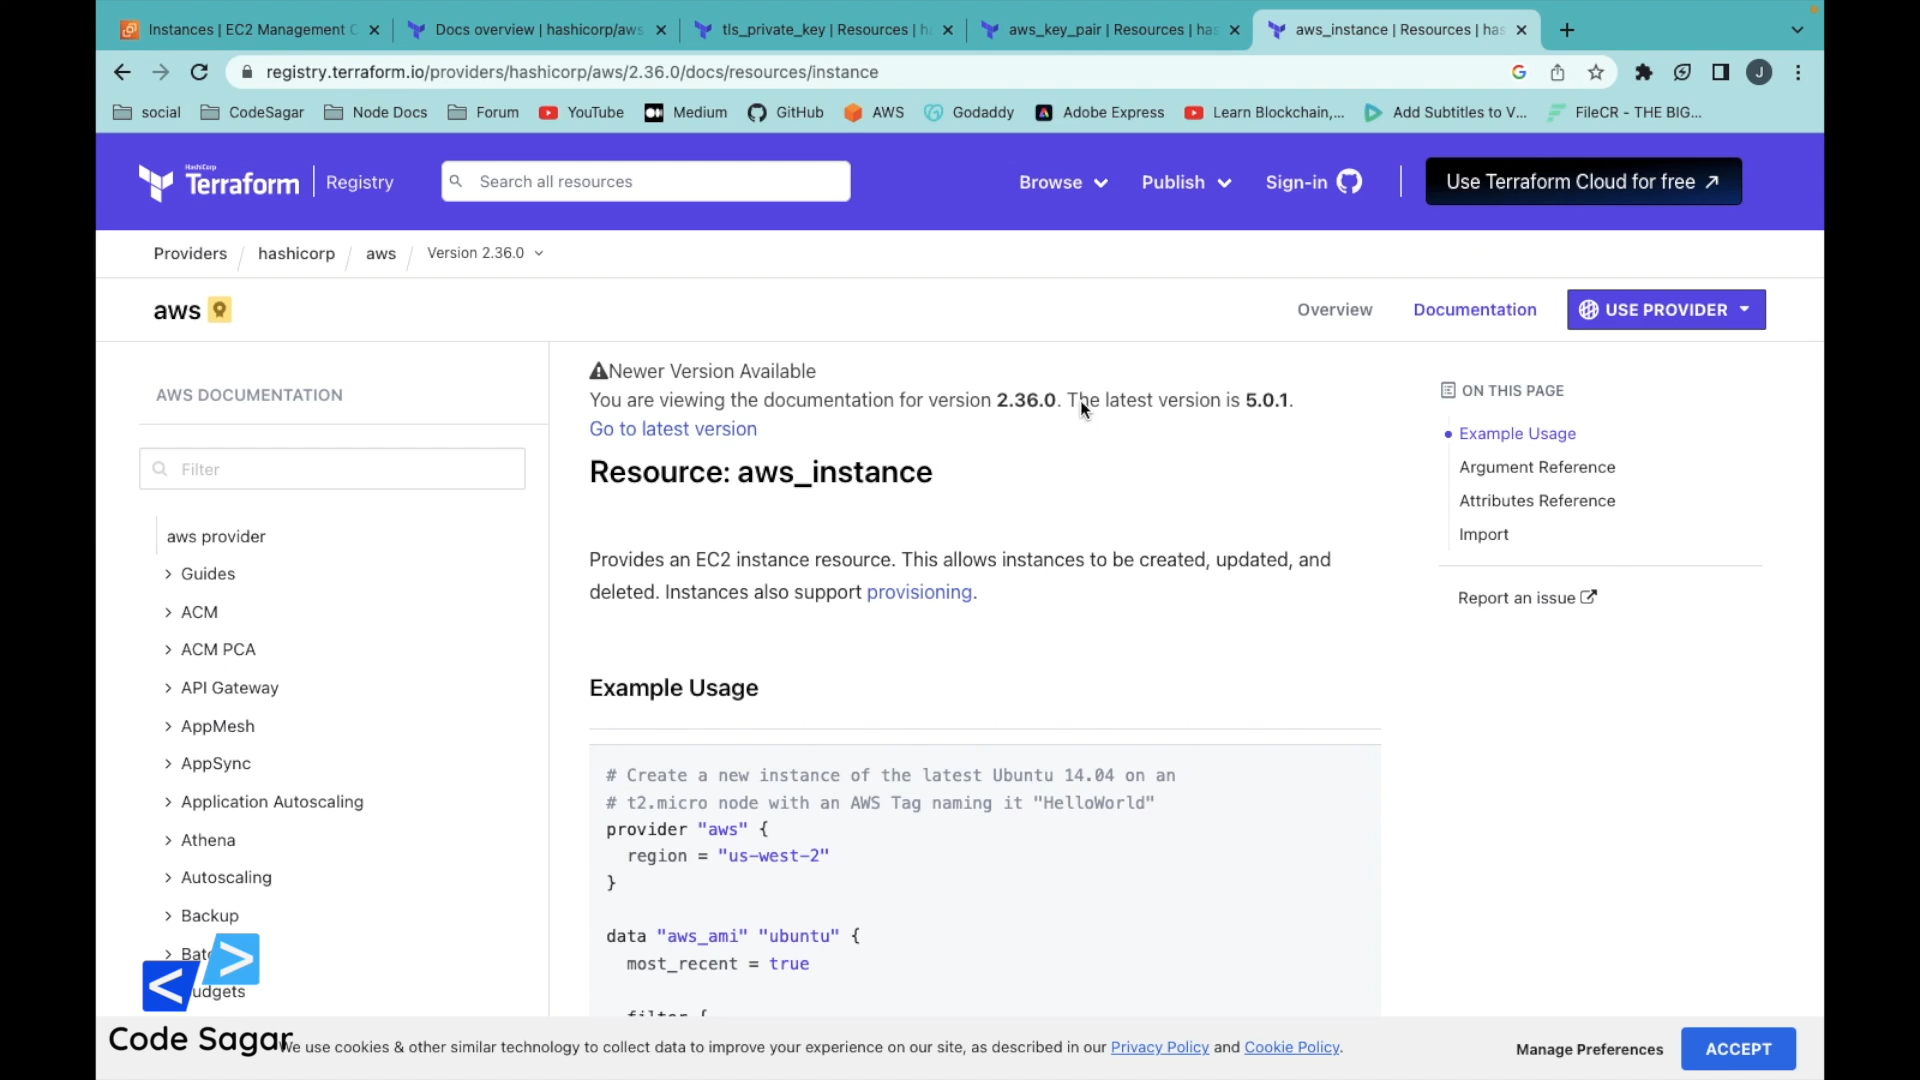 Instances | EC2 Management C
Docs overview | hashicorp/aws
tls_private_key | Resources | h
aws_key_pair | Resources | has
aws_instance | Resources | has
registry.terraform.io/providers/hashicorp/aws/2.36.0/docs/resources/instance
J
social
CodeSagar
Node Docs
Forum
YouTube
Medium
GitHub
AWS
Godaddy
Adobe Express
Learn Blockchain,...
Add Subtitles to V...
FileCR - THE BIG...
HashiCorp
Terraform
Registry
Search all resources
Browse
Publish
Sign-in
Use Terraform Cloud for free
Providers / hashicorp / aws / Version 2.36.0
aws
Overview
Documentation
USE PROVIDER
AWS DOCUMENTATION
Filter
aws provider
Guides
ACM
ACM PCA
API Gateway
AppMesh
AppSync
Application Autoscaling
Athena
Autoscaling
Backup
Newer Version Available
You are viewing the documentation for version 2.36.0. The latest version is 5.0.1.
Go to latest version
Resource: aws_instance
Provides an EC2 instance resource. This allows instances to be created, updated, and
deleted. Instances also support provisioning.
Example Usage
# Create a new instance of the latest Ubuntu 14.04 on an
# t2.micro node with an AWS Tag naming it "HelloWorld"
provider "aws" {
region = "us-west-2"
}
data "aws_ami" "ubuntu" {
most_recent = true
filter {
ON THIS PAGE
Example Usage
Argument Reference
Attributes Reference
Import
Report an issue
< >
Code Sagar
We use cookies & other similar technology to collect data to improve your experience on our site, as described in our Privacy Policy and Cookie Policy.
Manage Preferences
ACCEPT